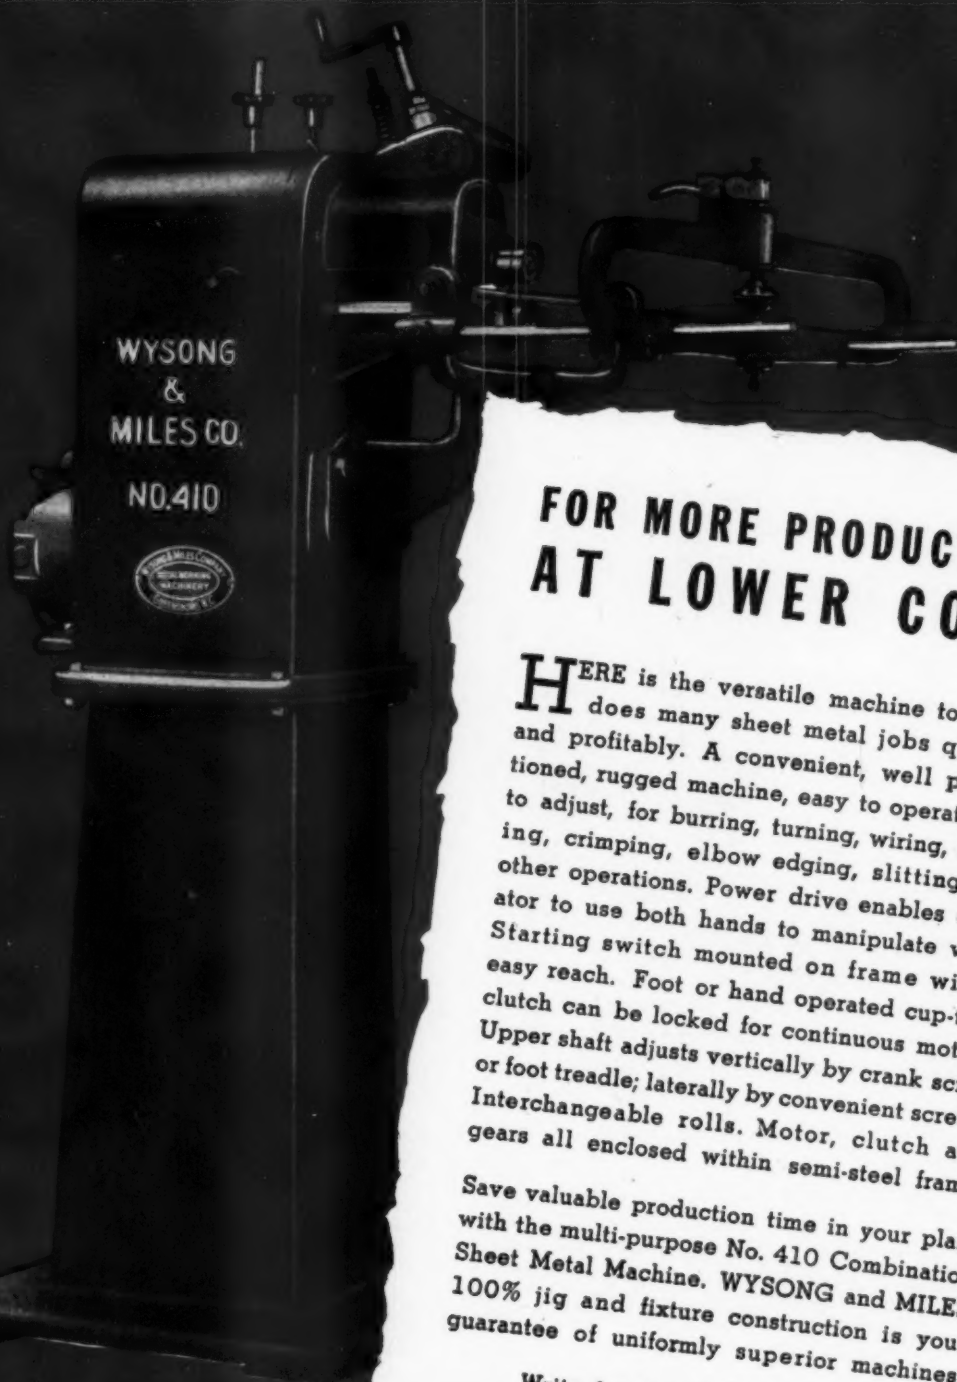 WYSONG
&
MILES CO.
NO.410
WYSONG & MILES COMPANY
MACHINERY
GREENSBORO, N.C.
FOR MORE PRODUC
AT LOWER CO
HERE is the versatile machine to
does many sheet metal jobs q
and profitably. A convenient, well p
tioned, rugged machine, easy to operat
to adjust, for burring, turning, wiring,
ing, crimping, elbow edging, slitting
other operations. Power drive enables
ator to use both hands to manipulate w
Starting switch mounted on frame wi
easy reach. Foot or hand operated cup-t
clutch can be locked for continuous mot
Upper shaft adjusts vertically by crank scr
or foot treadle; laterally by convenient scre
Interchangeable rolls. Motor, clutch a
gears all enclosed within semi-steel fram
Save valuable production time in your pla
with the multi-purpose No. 410 Combinatio
Sheet Metal Machine. WYSONG and MILE
100% jig and fixture construction is you
guarantee of uniformly superior machines